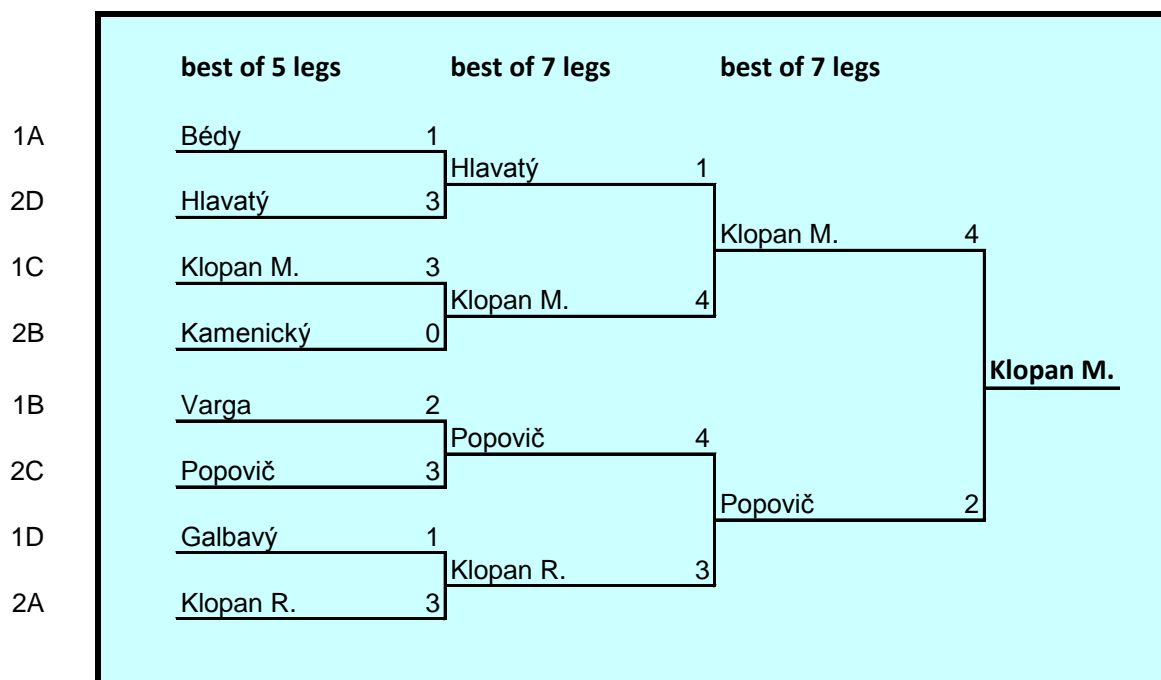 best of 5 legs best of 7 legs best of 7 legs
1A Bédy 1
Hlavatý 1
2D Hlavatý 3
Klopan M. 4
1C Klopan M. 3
Klopan M. 4
2B Kamenický 0
Klopan M.
1B Varga 2
Popovič 4
2C Popovič 3
Popovič 2
1D Galbavý 1
Klopan R. 3
2A Klopan R. 3